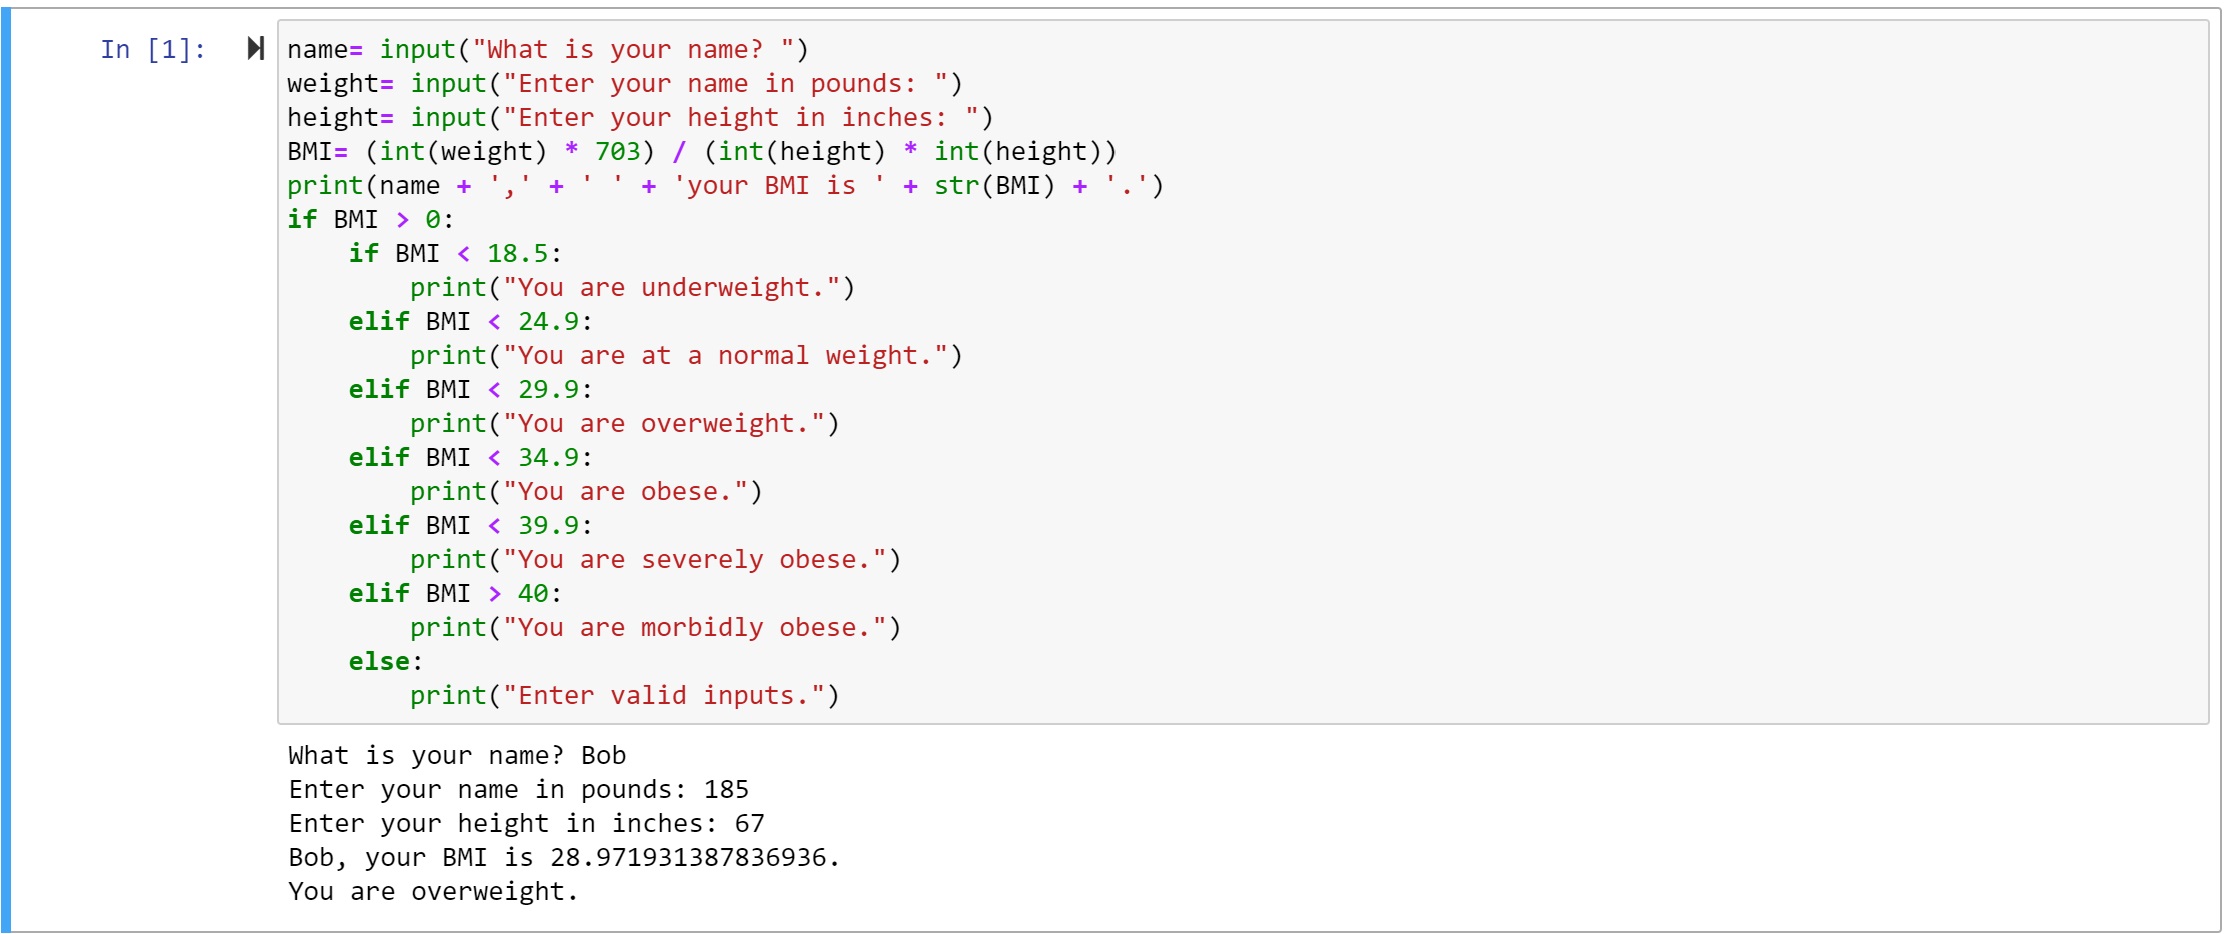 In [1]:
name= input("What is your name? ")
weight= input("Enter your name in pounds: ")
height= input("Enter your height in inches: ")
BMI= (int(weight) * 703) / (int(height) * int(height))
print(name + ',' + ' ' + 'your BMI is ' + str(BMI) + '.')
if BMI > 0:
    if BMI < 18.5:
        print("You are underweight.")
    elif BMI < 24.9:
        print("You are at a normal weight.")
    elif BMI < 29.9:
        print("You are overweight.")
    elif BMI < 34.9:
        print("You are obese.")
    elif BMI < 39.9:
        print("You are severely obese.")
    elif BMI > 40:
        print("You are morbidly obese.")
    else:
        print("Enter valid inputs.")
What is your name? Bob
Enter your name in pounds: 185
Enter your height in inches: 67
Bob, your BMI is 28.971931387836936.
You are overweight.